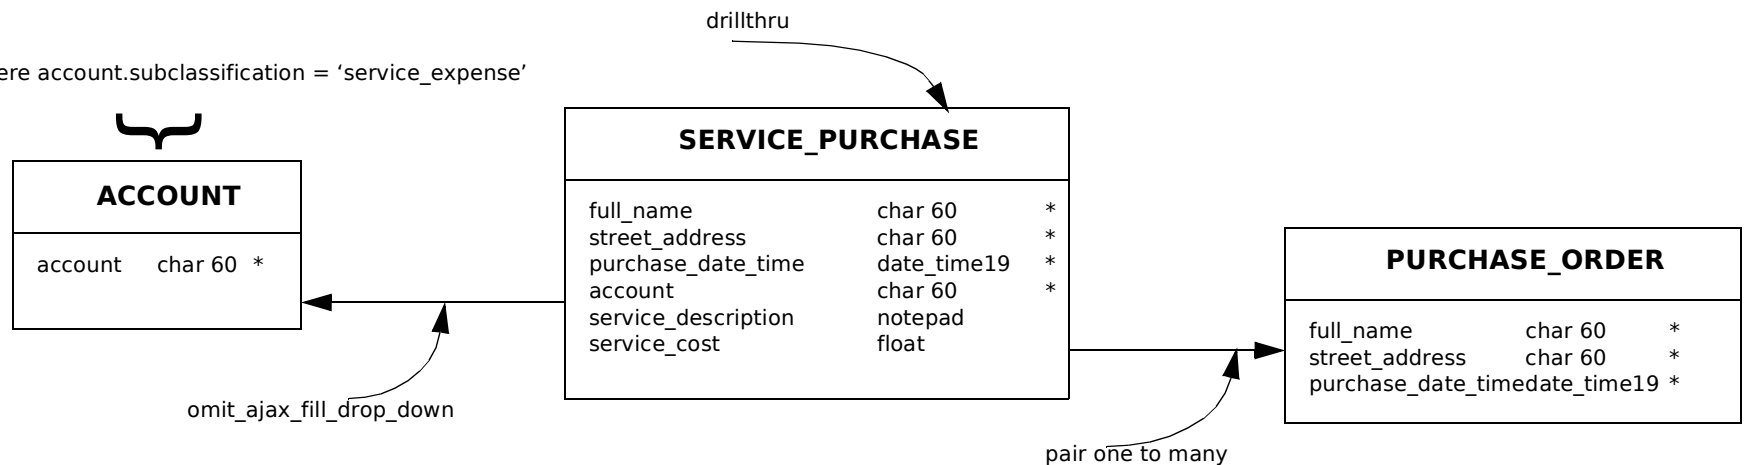 drillthru
account.subclassification = ‘service_expense’
SERVICE_PURCHASE
full_name char 60 *
street_address char 60 *
purchase_date_time date_time19 *
account char 60 *
service_description notepad
service_cost float
ACCOUNT
account char 60 *
PURCHASE_ORDER
full_name char 60 *
street_address char 60 *
purchase_date_timedate_time19 *
omit_ajax_fill_drop_down
pair one to many